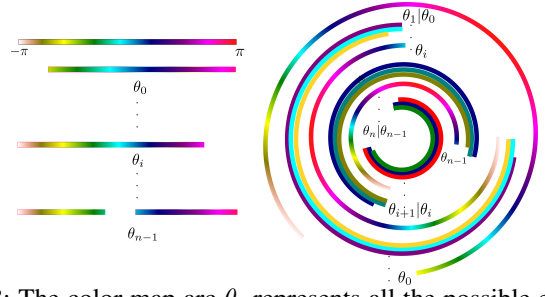 −π
π
θ₀
θᵢ
θₙ₋₁
θ₁|θ₀
θᵢ
θₙ|θₙ₋₁
θₙ₋₁
θᵢ₊₁|θᵢ
θ₀
: The color map are θ represents all the possible